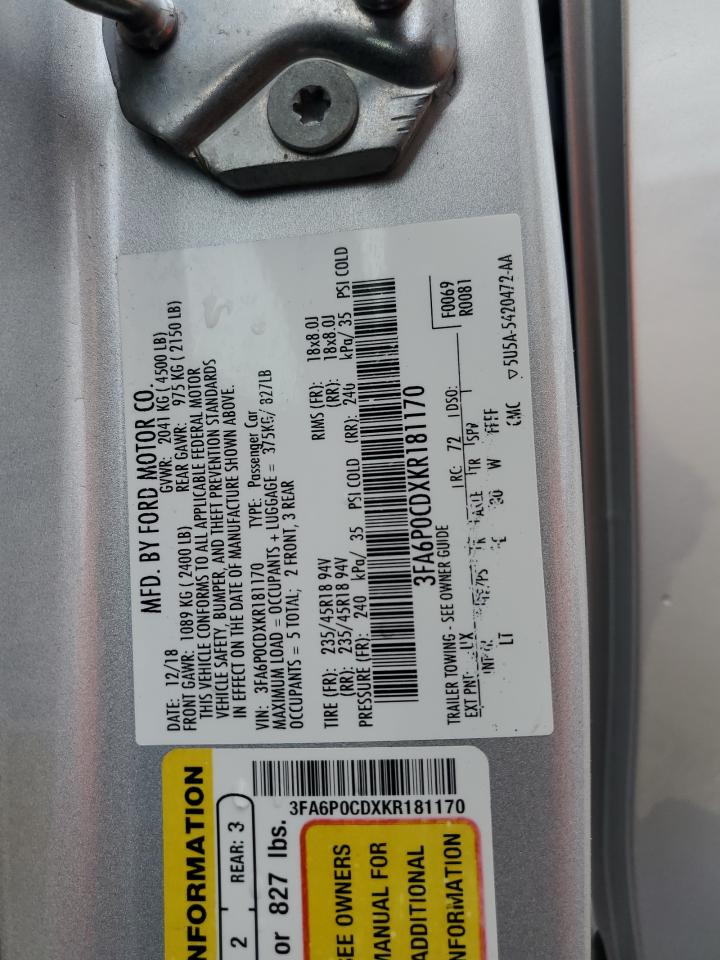 MFD. BY FORD MOTOR CO.
DATE: 12/18 GVWR: 2041 KG ( 4500 LB)
FRONT GAWR: 1089 KG ( 2400 LB) REAR GAWR: 975 KG ( 2150 LB)
THIS VEHICLE CONFORMS TO ALL APPLICABLE FEDERAL MOTOR
VEHICLE SAFETY, BUMPER, AND THEFT PREVENTION STANDARDS
IN EFFECT ON THE DATE OF MANUFACTURE SHOWN ABOVE.
VIN: 3FA6P0CDXKR181170 TYPE: Passenger Car
MAXIMUM LOAD = OCCUPANTS + LUGGAGE = 375KG/ 827LB
OCCUPANTS = 5 TOTAL; 2 FRONT, 3 REAR
TIRE (FR): 235/45R18 94V RIMS (FR): 18x8.0J
(RR): 235/45R18 94V (RR): 18x8.0J
PRESSURE (FR): 240 kPa/ 35 PSI COLD (RR): 240 kPa/ 35 PSI COLD
3FA6P0CDXKR181170
TRAILER TOWING - SEE OWNER GUIDE
F0069
R0081
EXT PNT: UX RC: 72 DSO:
TR SPR
LT W
5U5A-5420472-AA
3FA6P0CDXKR181170
NFORMATION
2 REAR: 3
or 827 lbs.
SEE OWNERS
MANUAL FOR
ADDITIONAL
INFORMATION